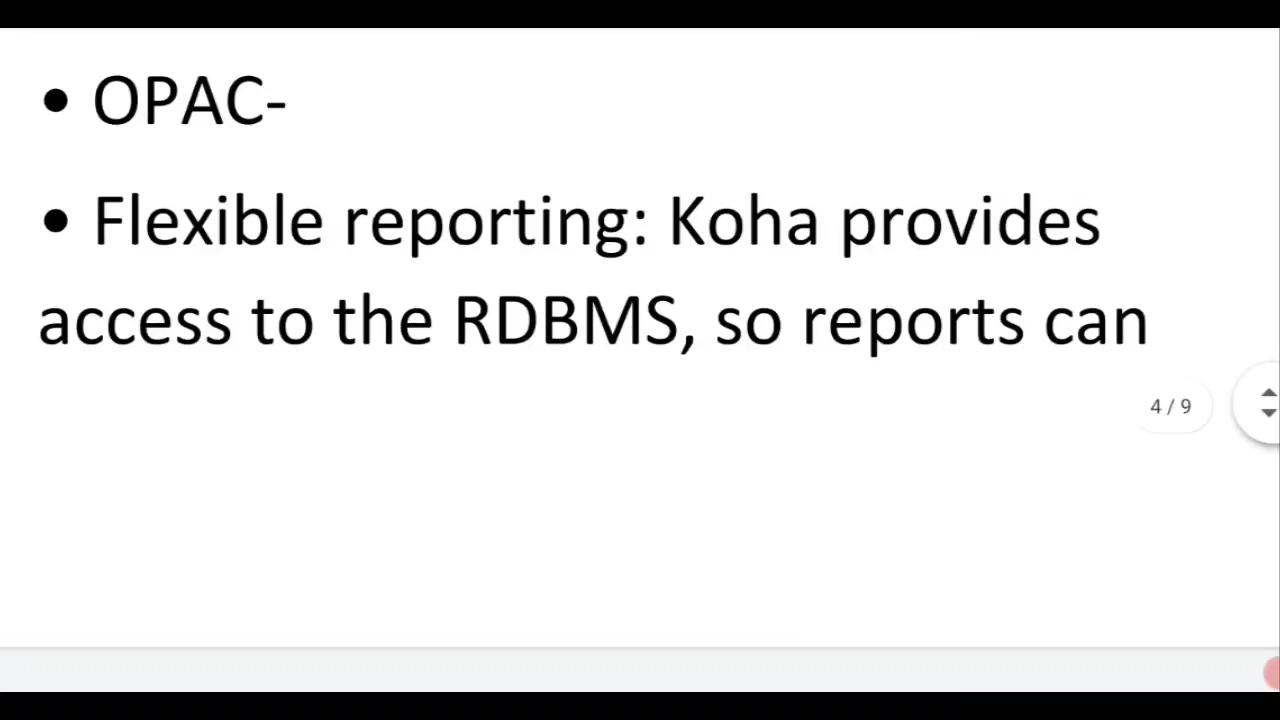 • OPAC-
• Flexible reporting: Koha provides
access to the RDBMS, so reports can
4 / 9